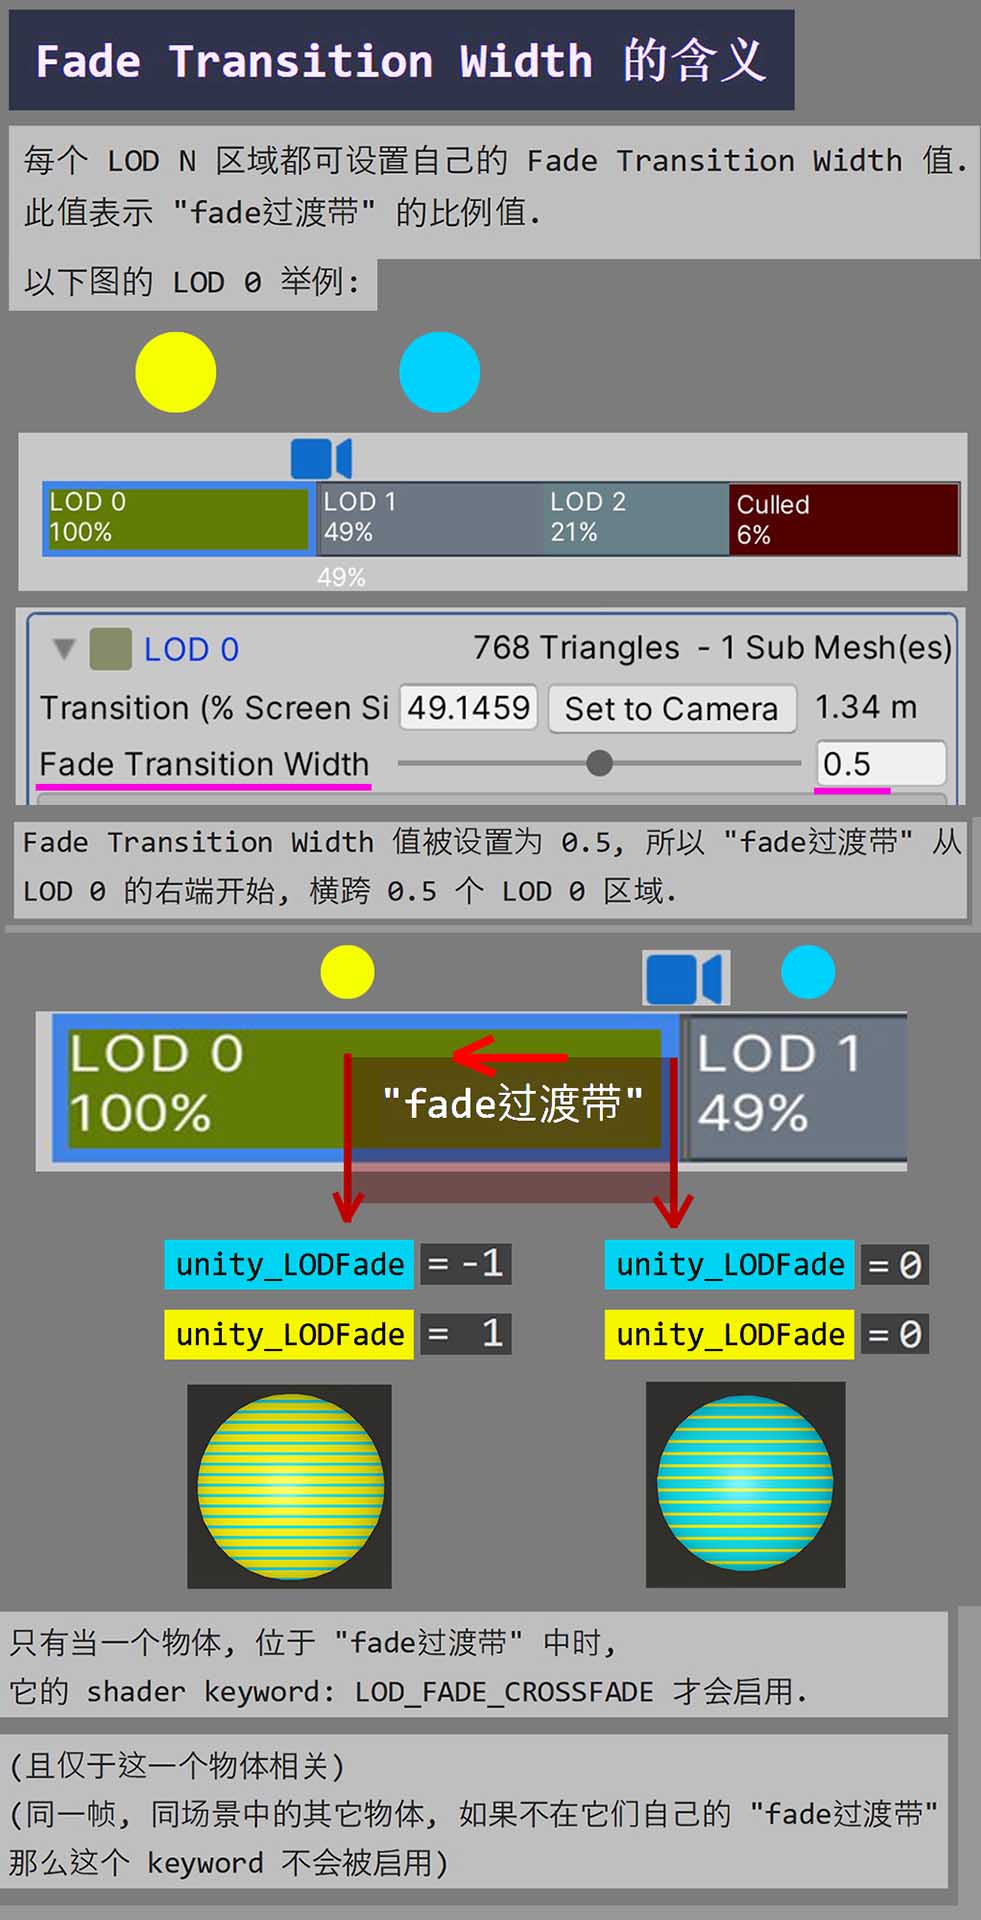 Fade Transition Width 的含义
每个 LOD N 区域都可设置自己的 Fade Transition Width 值.
此值表示 "fade过渡带" 的比例值.
以下图的 LOD 0 举例:
LOD 0
100%
LOD 1
49%
LOD 2
21%
Culled
6%
49%
LOD 0
768 Triangles - 1 Sub Mesh(es)
Transition (% Screen Si
49.1459
Set to Camera
1.34 m
Fade Transition Width
0.5
Fade Transition Width 值被设置为 0.5, 所以 "fade过渡带" 从
LOD 0 的右端开始, 横跨 0.5 个 LOD 0 区域.
LOD 0
100%
"fade过渡带"
LOD 1
49%
unity_LODFade = -1
unity_LODFade = 0
unity_LODFade = 1
unity_LODFade = 0
只有当一个物体, 位于 "fade过渡带" 中时,
它的 shader keyword: LOD_FADE_CROSSFADE 才会启用.
(且仅于这一个物体相关)
(同一帧, 同场景中的其它物体, 如果不在它们自己的 "fade过渡带"
那么这个 keyword 不会被启用)